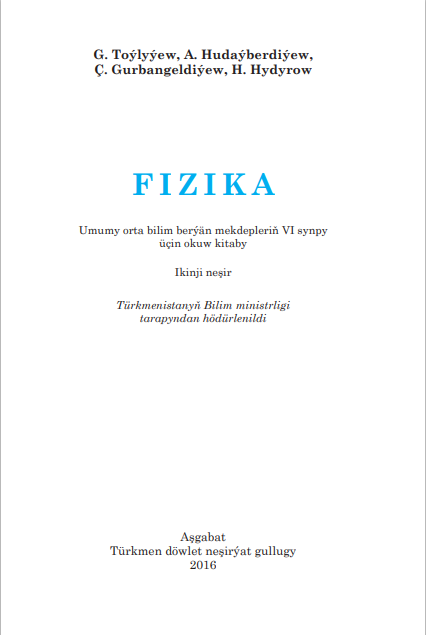 G. Toýlyýew, A. Hudaýberdiýew,
Ç. Gurbangeldiýew, H. Hydyrow
FIZIKA
Umumy orta bilim berýän mekdepleriň VI synpy
üçin okuw kitaby
Ikinji neşir
Türkmenistanyň Bilim ministrligi
tarapyndan hödürlenildi
Aşgabat
Türkmen döwlet neşirýat gullugy
2016